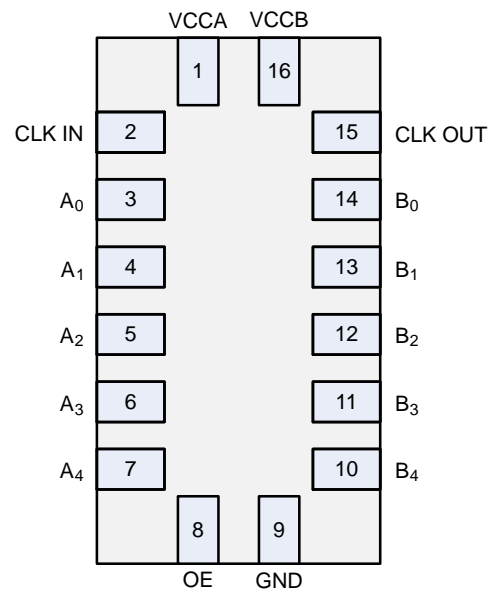 VCCA VCCB
1 16
CLK IN 2 15 CLK OUT
A0 3 14 B0
A1 4 13 B1
A2 5 12 B2
A3 6 11 B3
A4 7 10 B4
8 9
OE GND